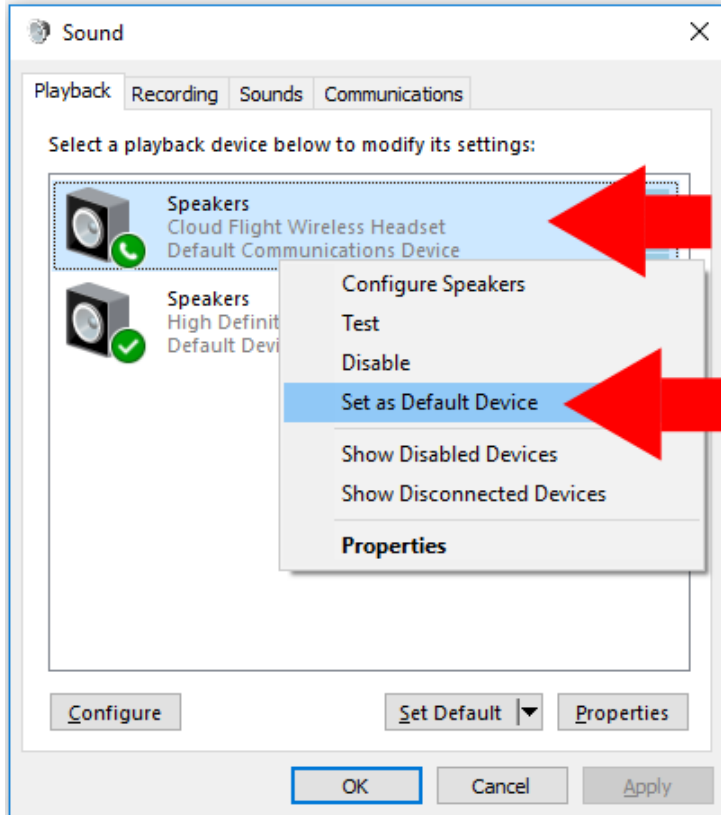 Sound
Playback Recording Sounds Communications
Select a playback device below to modify its settings:
Speakers
Cloud Flight Wireless Headset
Default Communications Device
Speakers
High Definit
Default Devi
Configure Speakers
Test
Disable
Set as Default Device
Show Disabled Devices
Show Disconnected Devices
Properties
Configure Set Default Properties
OK Cancel Apply